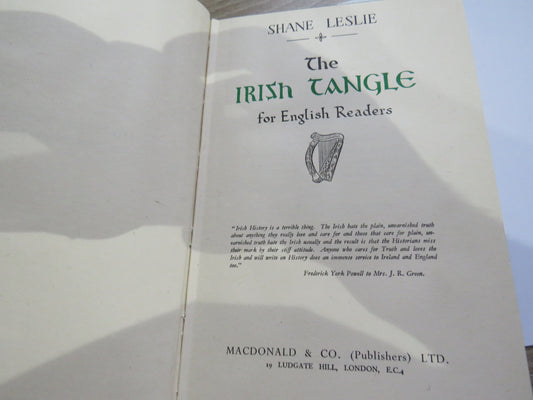 SHANE LESLIE
The
IRISH TANGLE
for English Readers
"Irish History is a terrible thing. The Irish hate the plain, unvarnished truth
about anything they really love and care for and those that care for plain, un-
varnished truth hate the Irish usually and the result is that the Historians miss
their mark by their stiff attitude. Anyone who cares for Truth and loves the
Irish and will write on History does an immense service to Ireland and England
too."
Frederick York Powell to Mrs. J. R. Green.
MACDONALD & CO. (Publishers) LTD.
19 LUDGATE HILL, LONDON, E.C.4